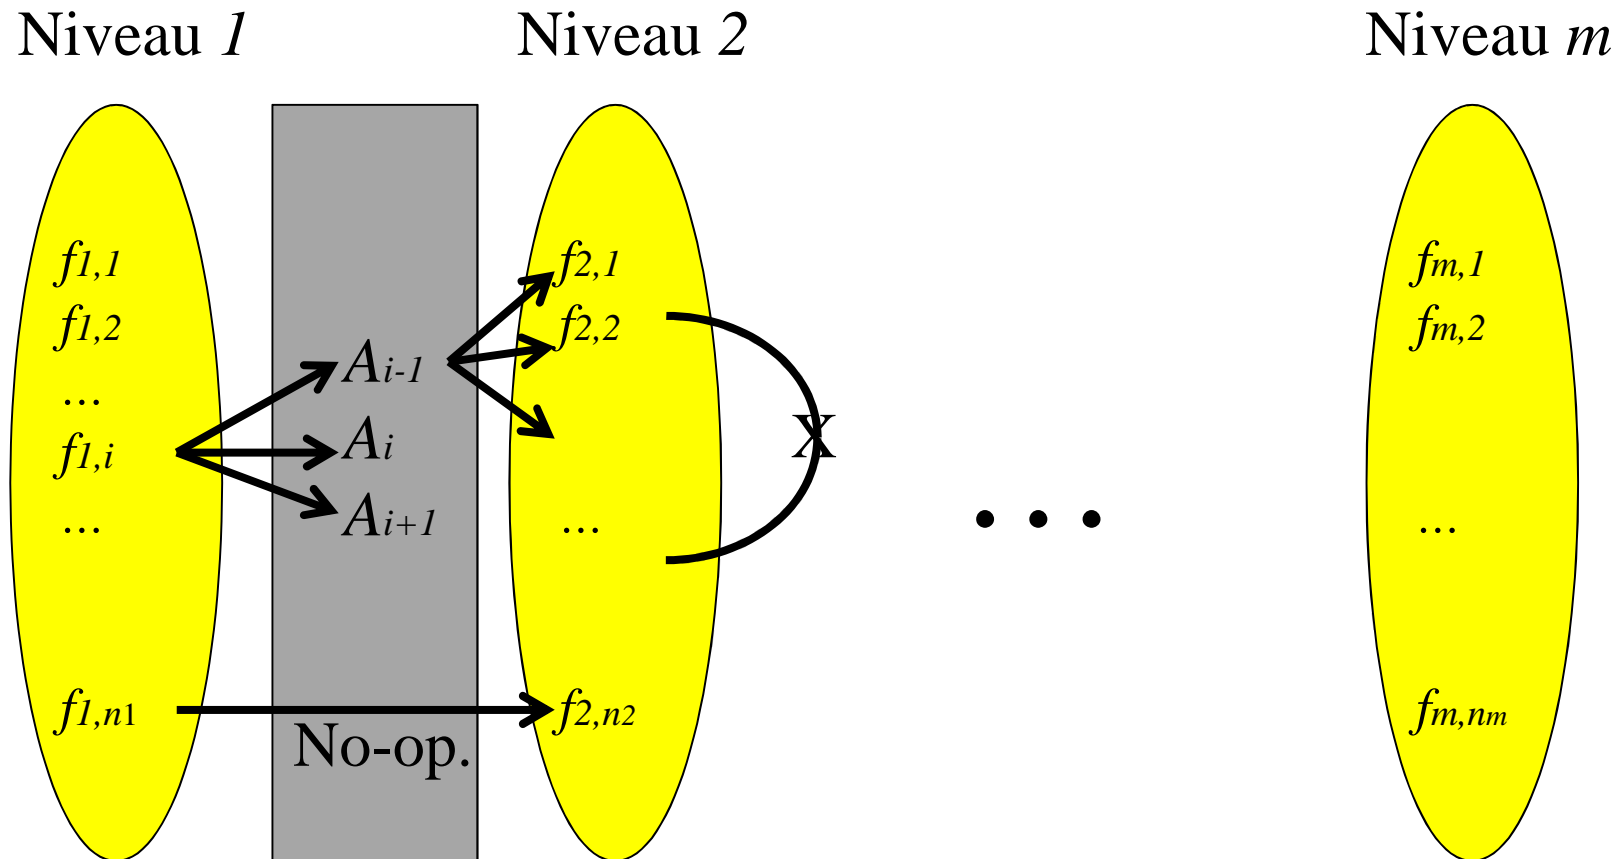 Niveau 1 Niveau 2 Niveau m
f1,1 f2,1 fm,1
f1,2 f2,2 fm,2
Ai-1
...
Ai X
f1,i
... Ai+1 ... • • • ...
f1,n1 f2,n2 fm,nm
No-op.